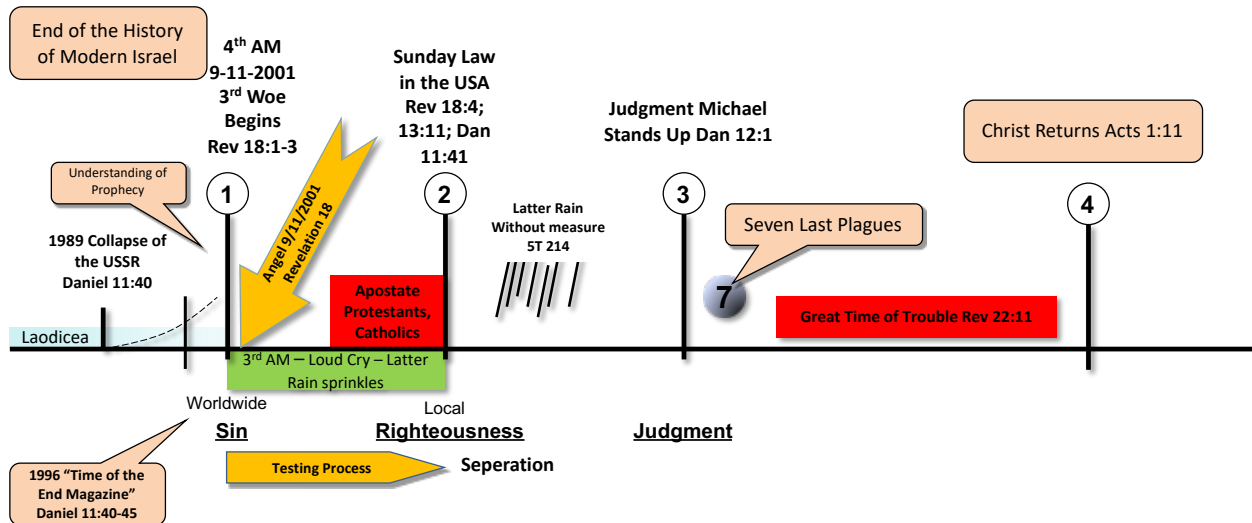 End of the History
of Modern Israel
4th AM
9-11-2001
3rd Woe
Begins
Rev 18:1-3
Sunday Law
in the USA
Rev 18:4;
13:11; Dan
11:41
Judgment Michael
Stands Up Dan 12:1
Christ Returns Acts 1:11
Understanding of
Prophecy
1
2
3
4
Angel 9/11/2001
Revelation 18
Latter Rain
Without measure
5T 214
Seven Last Plagues
7
1989 Collapse of
the USSR
Daniel 11:40
Apostate
Protestants,
Catholics
Great Time of Trouble Rev 22:11
Laodicea
3rd AM – Loud Cry – Latter
Rain sprinkles
Worldwide
Local
Sin
Righteousness
Judgment
Testing Process
Seperation
1996 “Time of the
End Magazine”
Daniel 11:40-45